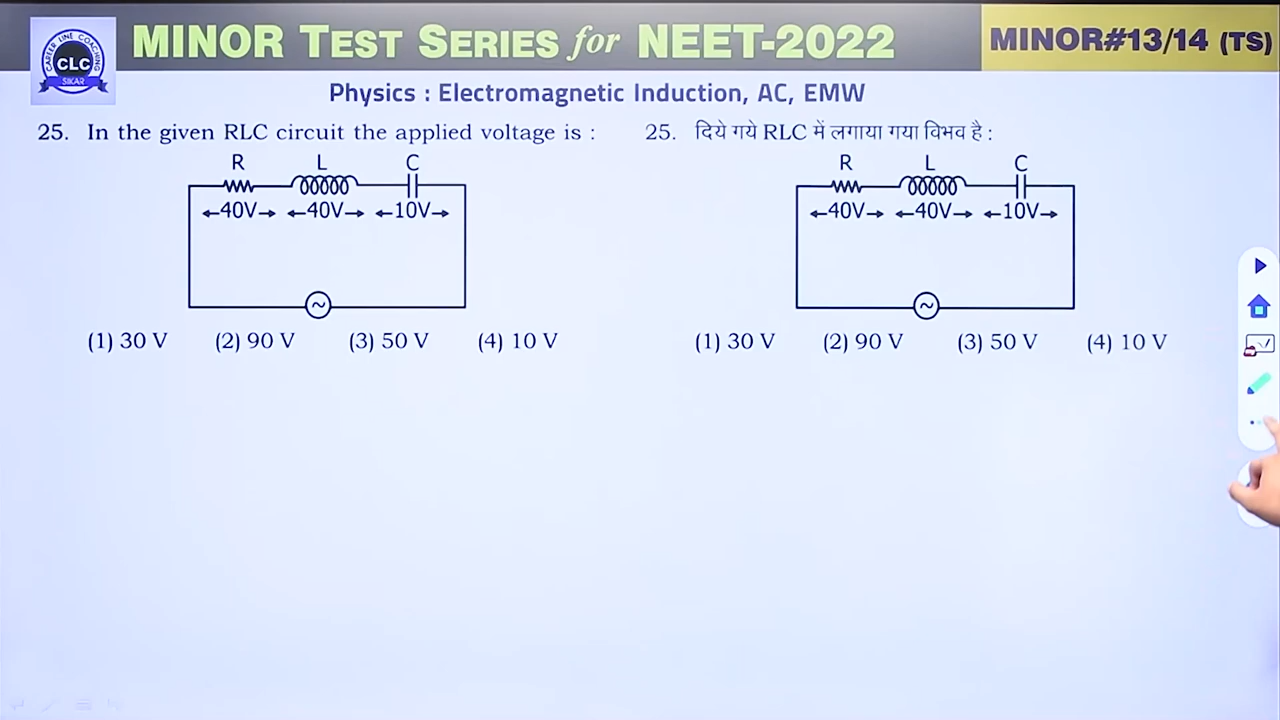 CAREER LINE COACHING
CLC
SIKAR
MINOR TEST SERIES for NEET-2022
MINOR#13/14 (TS)
Physics : Electromagnetic Induction, AC, EMW
25. In the given RLC circuit the applied voltage is :
R L C
40V 40V 10V
~
(1) 30 V (2) 90 V (3) 50 V (4) 10 V
25. दिये गये RLC में लगाया गया विभव है :
R L C
40V 40V 10V
~
(1) 30 V (2) 90 V (3) 50 V (4) 10 V